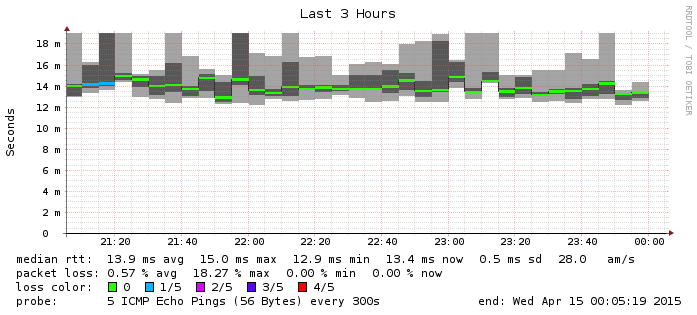 Last 3 Hours
RRDTOOL / TOBI OETIKER
Seconds
18 m
16 m
14 m
12 m
10 m
8 m
6 m
4 m
2 m
0
21:20 21:40 22:00 22:20 22:40 23:00 23:20 23:40 00:00
median rtt: 13.9 ms avg 15.0 ms max 12.9 ms min 13.4 ms now 0.5 ms sd 28.0 am/s
packet loss: 0.57 % avg 18.27 % max 0.00 % min 0.00 % now
loss color: 0 1/5 2/5 3/5 4/5
probe: 5 ICMP Echo Pings (56 Bytes) every 300s end: Wed Apr 15 00:05:19 2015